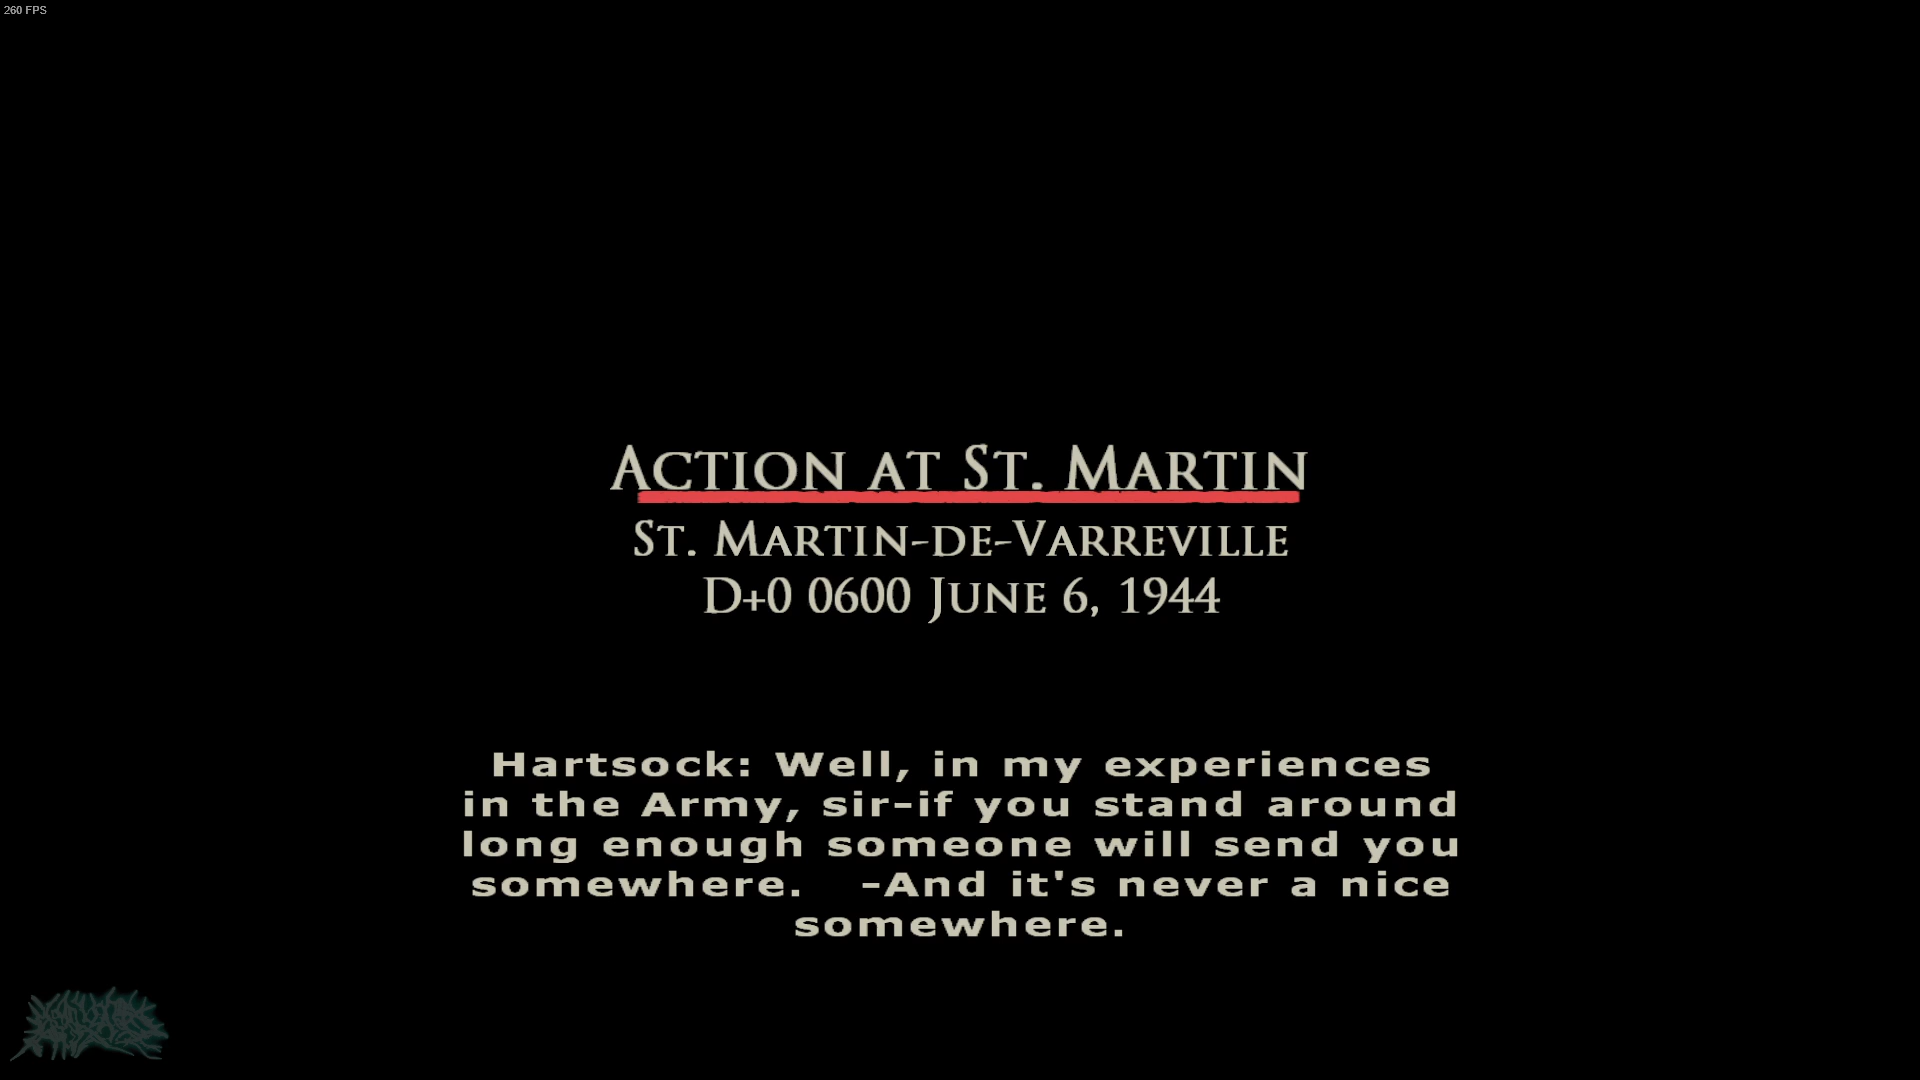 260 FPS
Action at St. Martin
St. Martin-de-Varreville
D+0 0600 June 6, 1944
Hartsock: Well, in my experiences
in the Army, sir-if you stand around
long enough someone will send you
somewhere.   -And it's never a nice
somewhere.